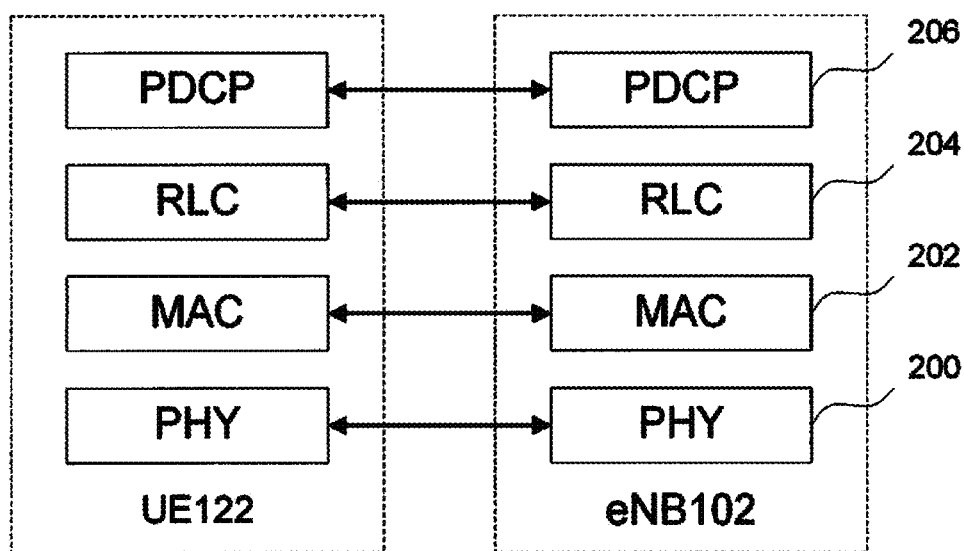 206
PDCP PDCP
204
RLC RLC
202
MAC MAC
200
PHY PHY
UE122 eNB102